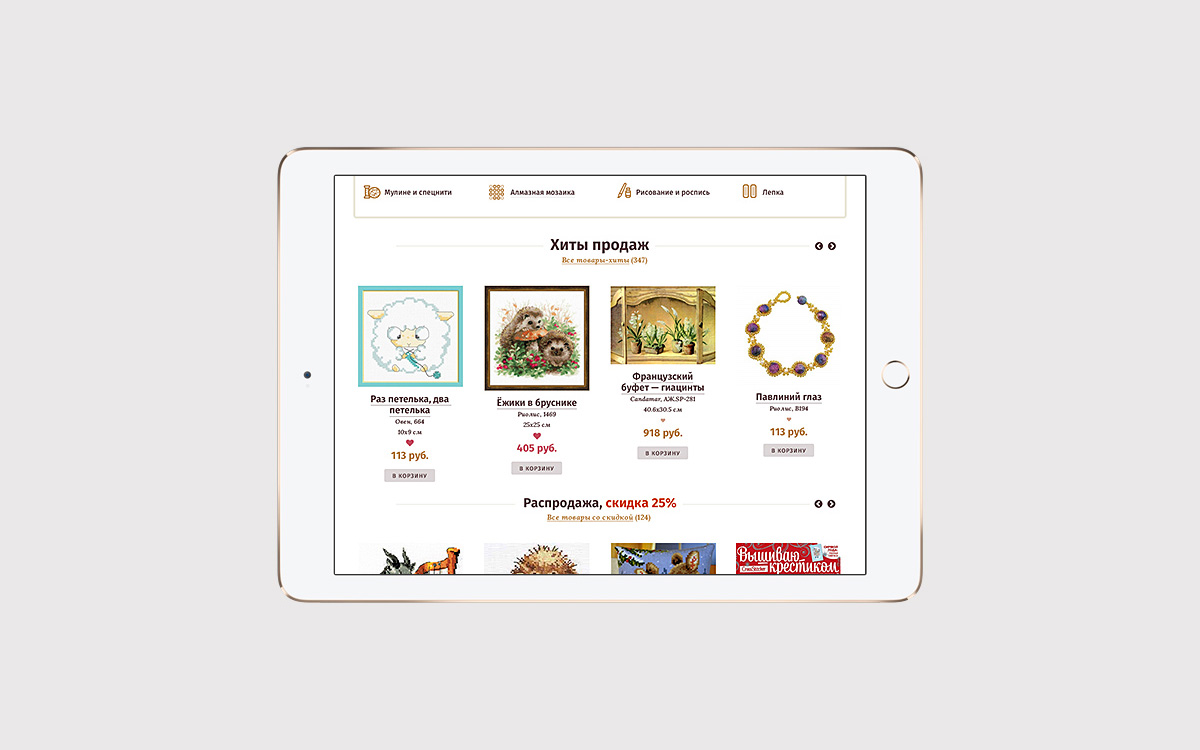 Мулине и спецнити
Алмазная мозаика
Рисование и роспись
Лепка
Хиты продаж
Все товары-хиты (347)
Раз петелька, два
петелька
Овен, 664
10x9 см
113 руб.
В КОРЗИНУ
Ёжики в бруснике
Риолис, 1469
25x25 см
405 руб.
В КОРЗИНУ
Французский
буфет — гиацинты
Candamar, АЖ.SP-281
40.6x30.5 см
918 руб.
В КОРЗИНУ
Павлиний глаз
Риолис, B194
113 руб.
В КОРЗИНУ
Распродажа, скидка 25%
Все товары со скидкой (124)
Вышиваю
крестиком